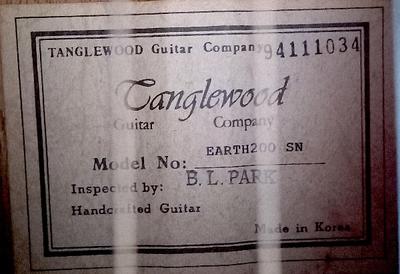 TANGLEWOOD Guitar Company 94111034
Tanglewood
Guitar Company
Model No: EARTH200 SN
Inspected by: B. L. PARK
Handcrafted Guitar
Made in Korea